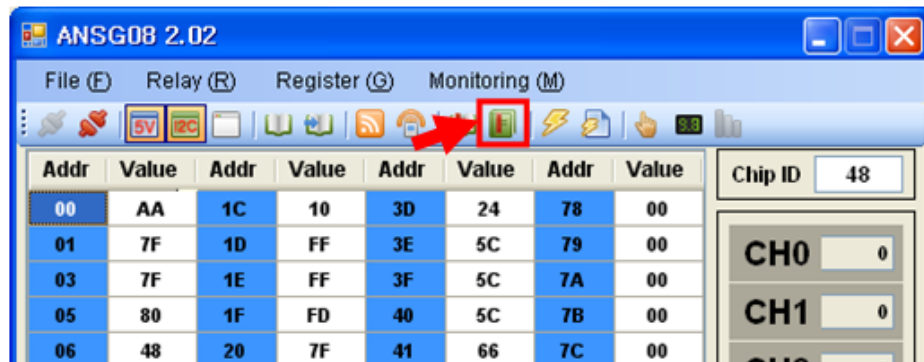 ANSG08 2.02
File (F) Relay (R) Register (G) Monitoring (M)
5V I2C 9.8
Addr Value Addr Value Addr Value Addr Value
Chip ID 48
00 AA 1C 10 3D 24 78 00
01 7F 1D FF 3E 5C 79 00
CH0 0
03 7F 1E FF 3F 5C 7A 00
05 80 1F FD 40 5C 7B 00
CH1 0
06 48 20 7F 41 66 7C 00